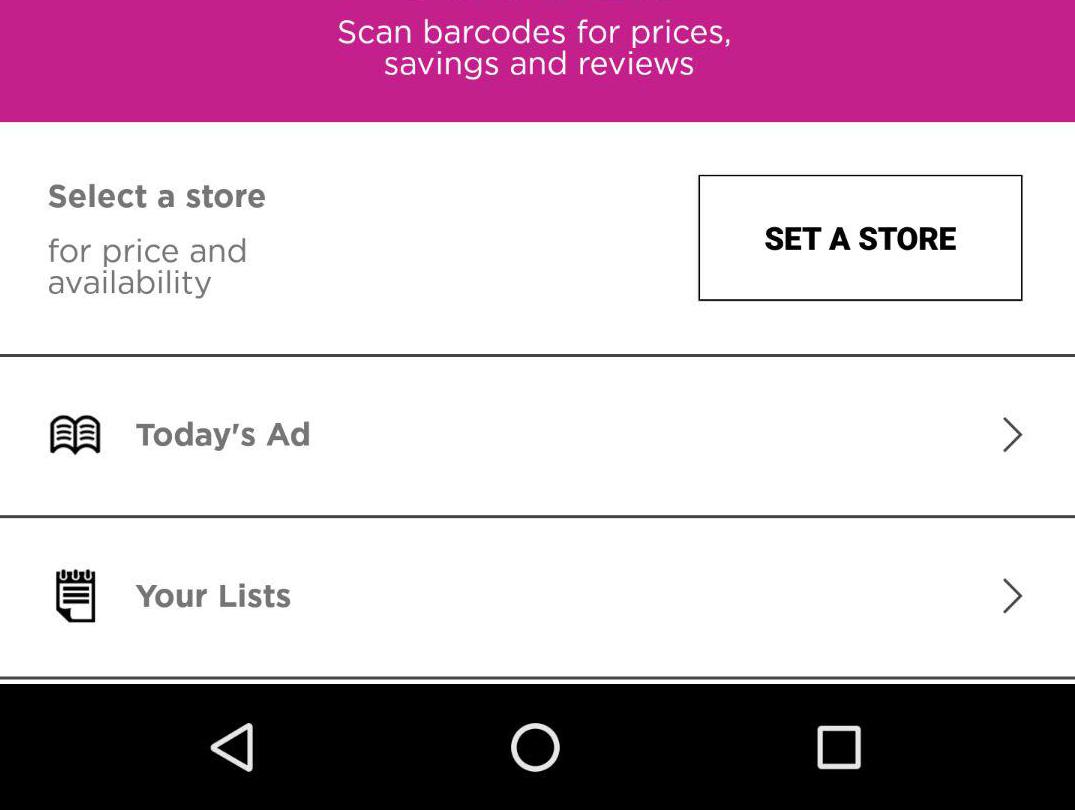 Scan barcodes for prices,
savings and reviews
Select a store
for price and
availability
SET A STORE
Today's Ad
Your Lists